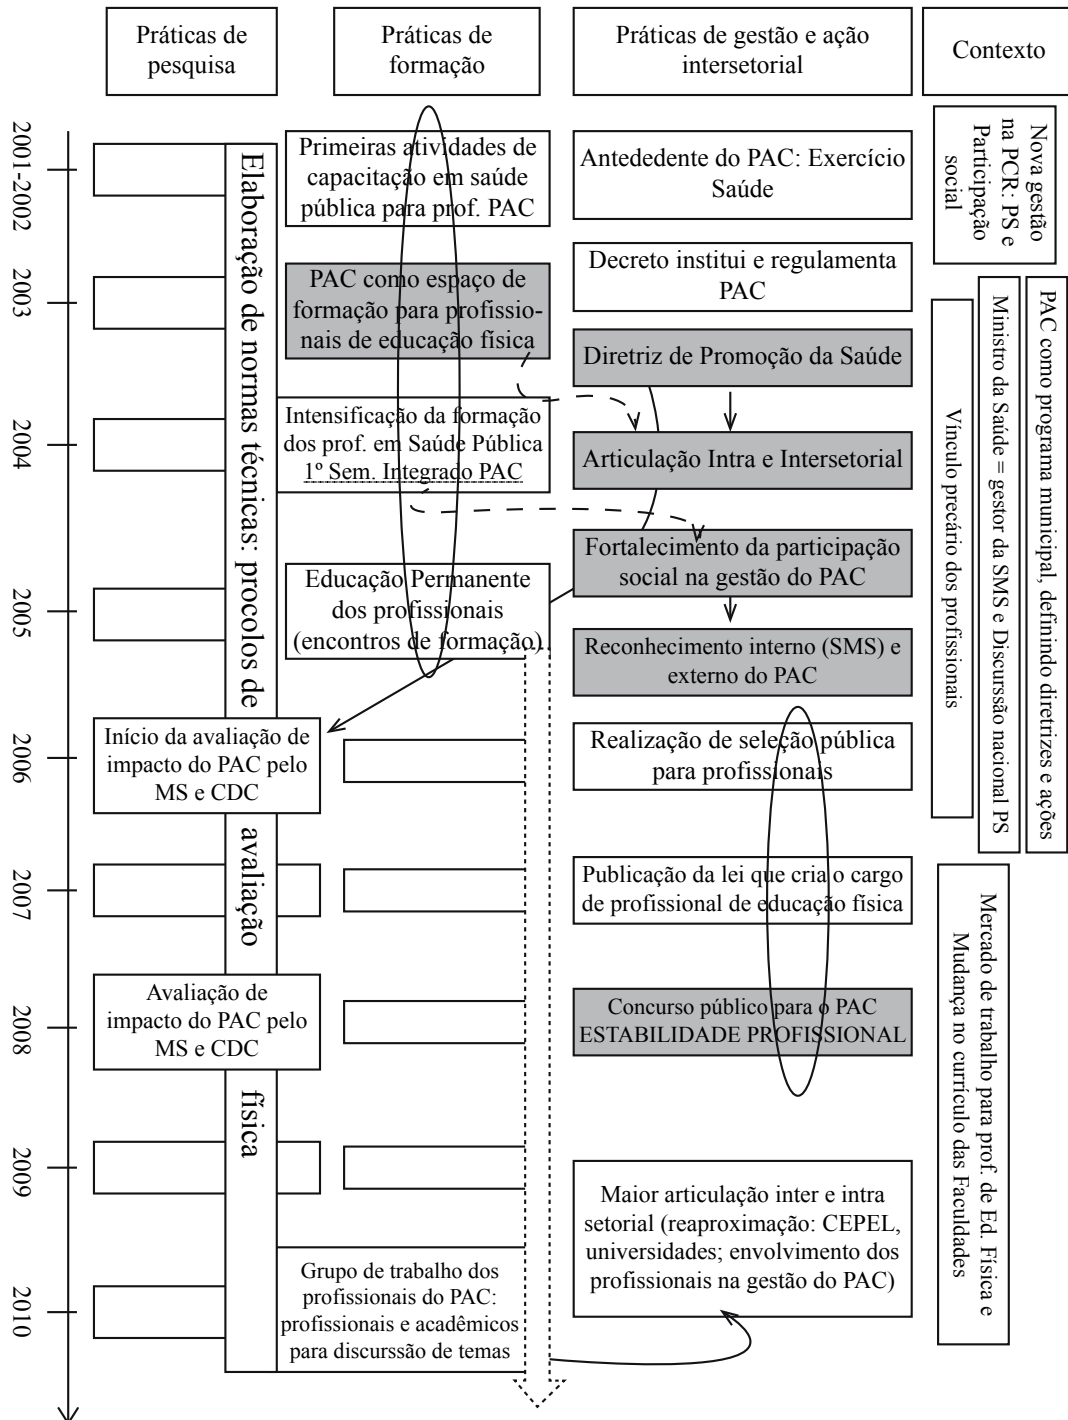 Práticas de
pesquisa
Práticas de
formação
Práticas de gestão e ação
intersetorial
Contexto
2001-2002
2003
2004
2005
2006
2007
2008
2009
2010
Elaboração de normas técnicas: procolos de
avaliação
física
Início da avaliação de
impacto do PAC pelo
MS e CDC
Avaliação de
impacto do PAC pelo
MS e CDC
Primeiras atividades de
capacitação em saúde
pública para prof. PAC
PAC como espaço de
formação para profissio-
nais de educação física
Intensificação da formação
dos prof. em Saúde Pública
1º Sem. Integrado PAC
Educação Permanente
dos profissionais
(encontros de formação)
Grupo de trabalho dos
profissionais do PAC:
profissionais e acadêmicos
para discurssão de temas
Antededente do PAC: Exercício
Saúde
Decreto institui e regulamenta
PAC
Diretriz de Promoção da Saúde
Articulação Intra e Intersetorial
Fortalecimento da participação
social na gestão do PAC
Reconhecimento interno (SMS) e
externo do PAC
Realização de seleção pública
para profissionais
Publicação da lei que cria o cargo
de profissional de educação física
Concurso público para o PAC
ESTABILIDADE PROFISSIONAL
Maior articulação inter e intra
setorial (reaproximação: CEPEL,
universidades; envolvimento dos
profissionais na gestão do PAC)
Nova gestão
na PCR: PS e
Participação
social
PAC como programa municipal, definindo diretrizes e ações
Ministro da Saúde = gestor da SMS e Discurssão nacional PS
Vínculo precário dos profissionais
Mercado de trabalho para prof. de Ed. Física e
Mudança no currículo das Faculdades